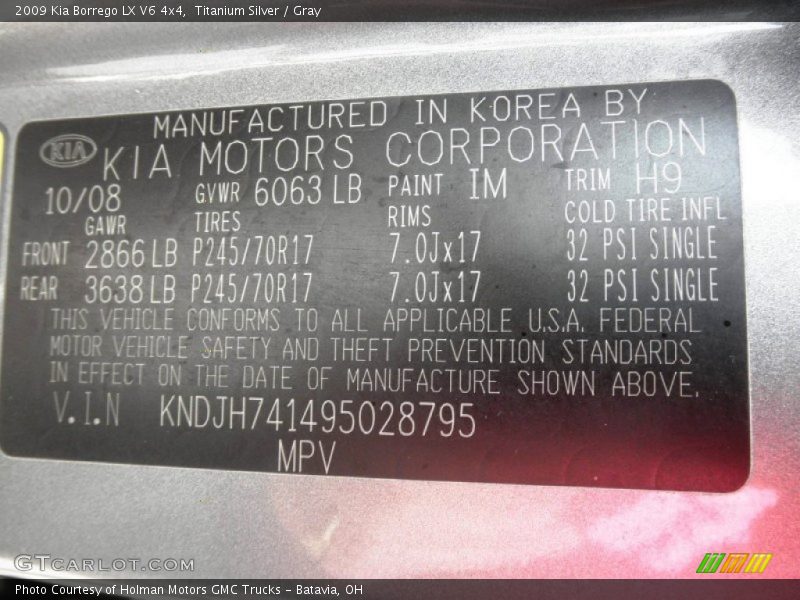 2009 Kia Borrego LX V6 4x4,  Titanium Silver / Gray
KIA
MANUFACTURED IN KOREA BY
KIA MOTORS CORPORATION
10/08 GVWR 6063 LB PAINT IM TRIM H9
GAWR TIRES RIMS COLD TIRE INFL
FRONT 2866 LB P245/70R17 7.0Jx17 32 PSI SINGLE
REAR 3638 LB P245/70R17 7.0Jx17 32 PSI SINGLE
THIS VEHICLE CONFORMS TO ALL APPLICABLE U.S.A. FEDERAL
MOTOR VEHICLE SAFETY AND THEFT PREVENTION STANDARDS
IN EFFECT ON THE DATE OF MANUFACTURE SHOWN ABOVE.
V.I.N KNDJH741495028795
MPV
GTCARLOT.COM
Photo Courtesy of Holman Motors GMC Trucks - Batavia, OH